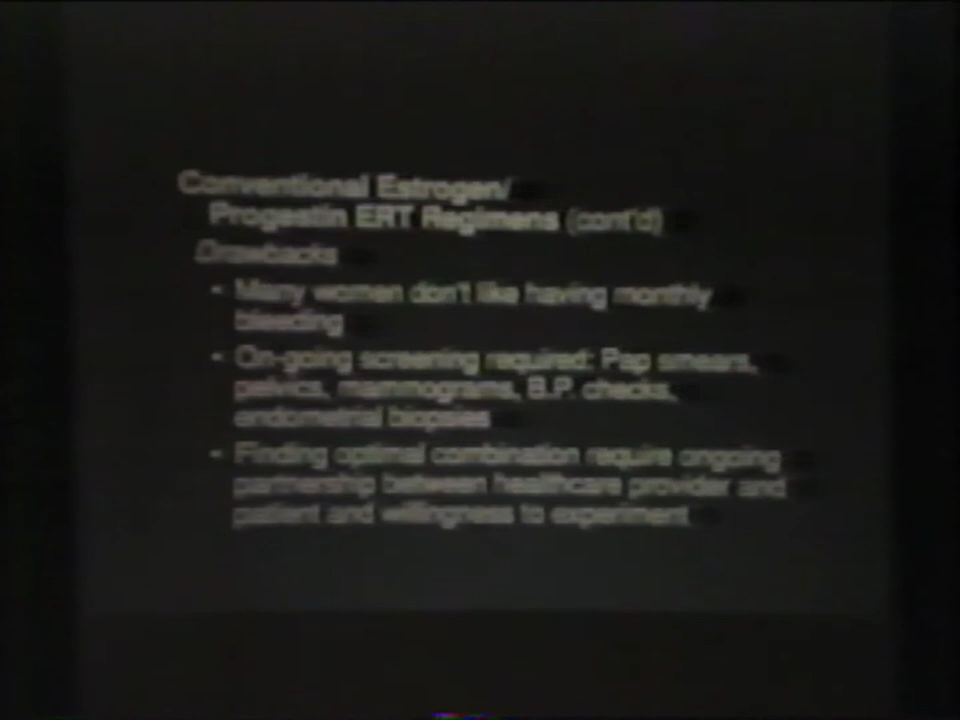 Conventional Estrogen/
Progestin ERT Regimens (cont'd)
Drawbacks
• Many women don't like having monthly
bleeding
• On-going screening required: Pap smears,
pelvics, mammograms, B.P. checks,
endometrial biopsies
• Finding optimal combination require ongoing
partnership between healthcare provider and
patient and willingness to experiment